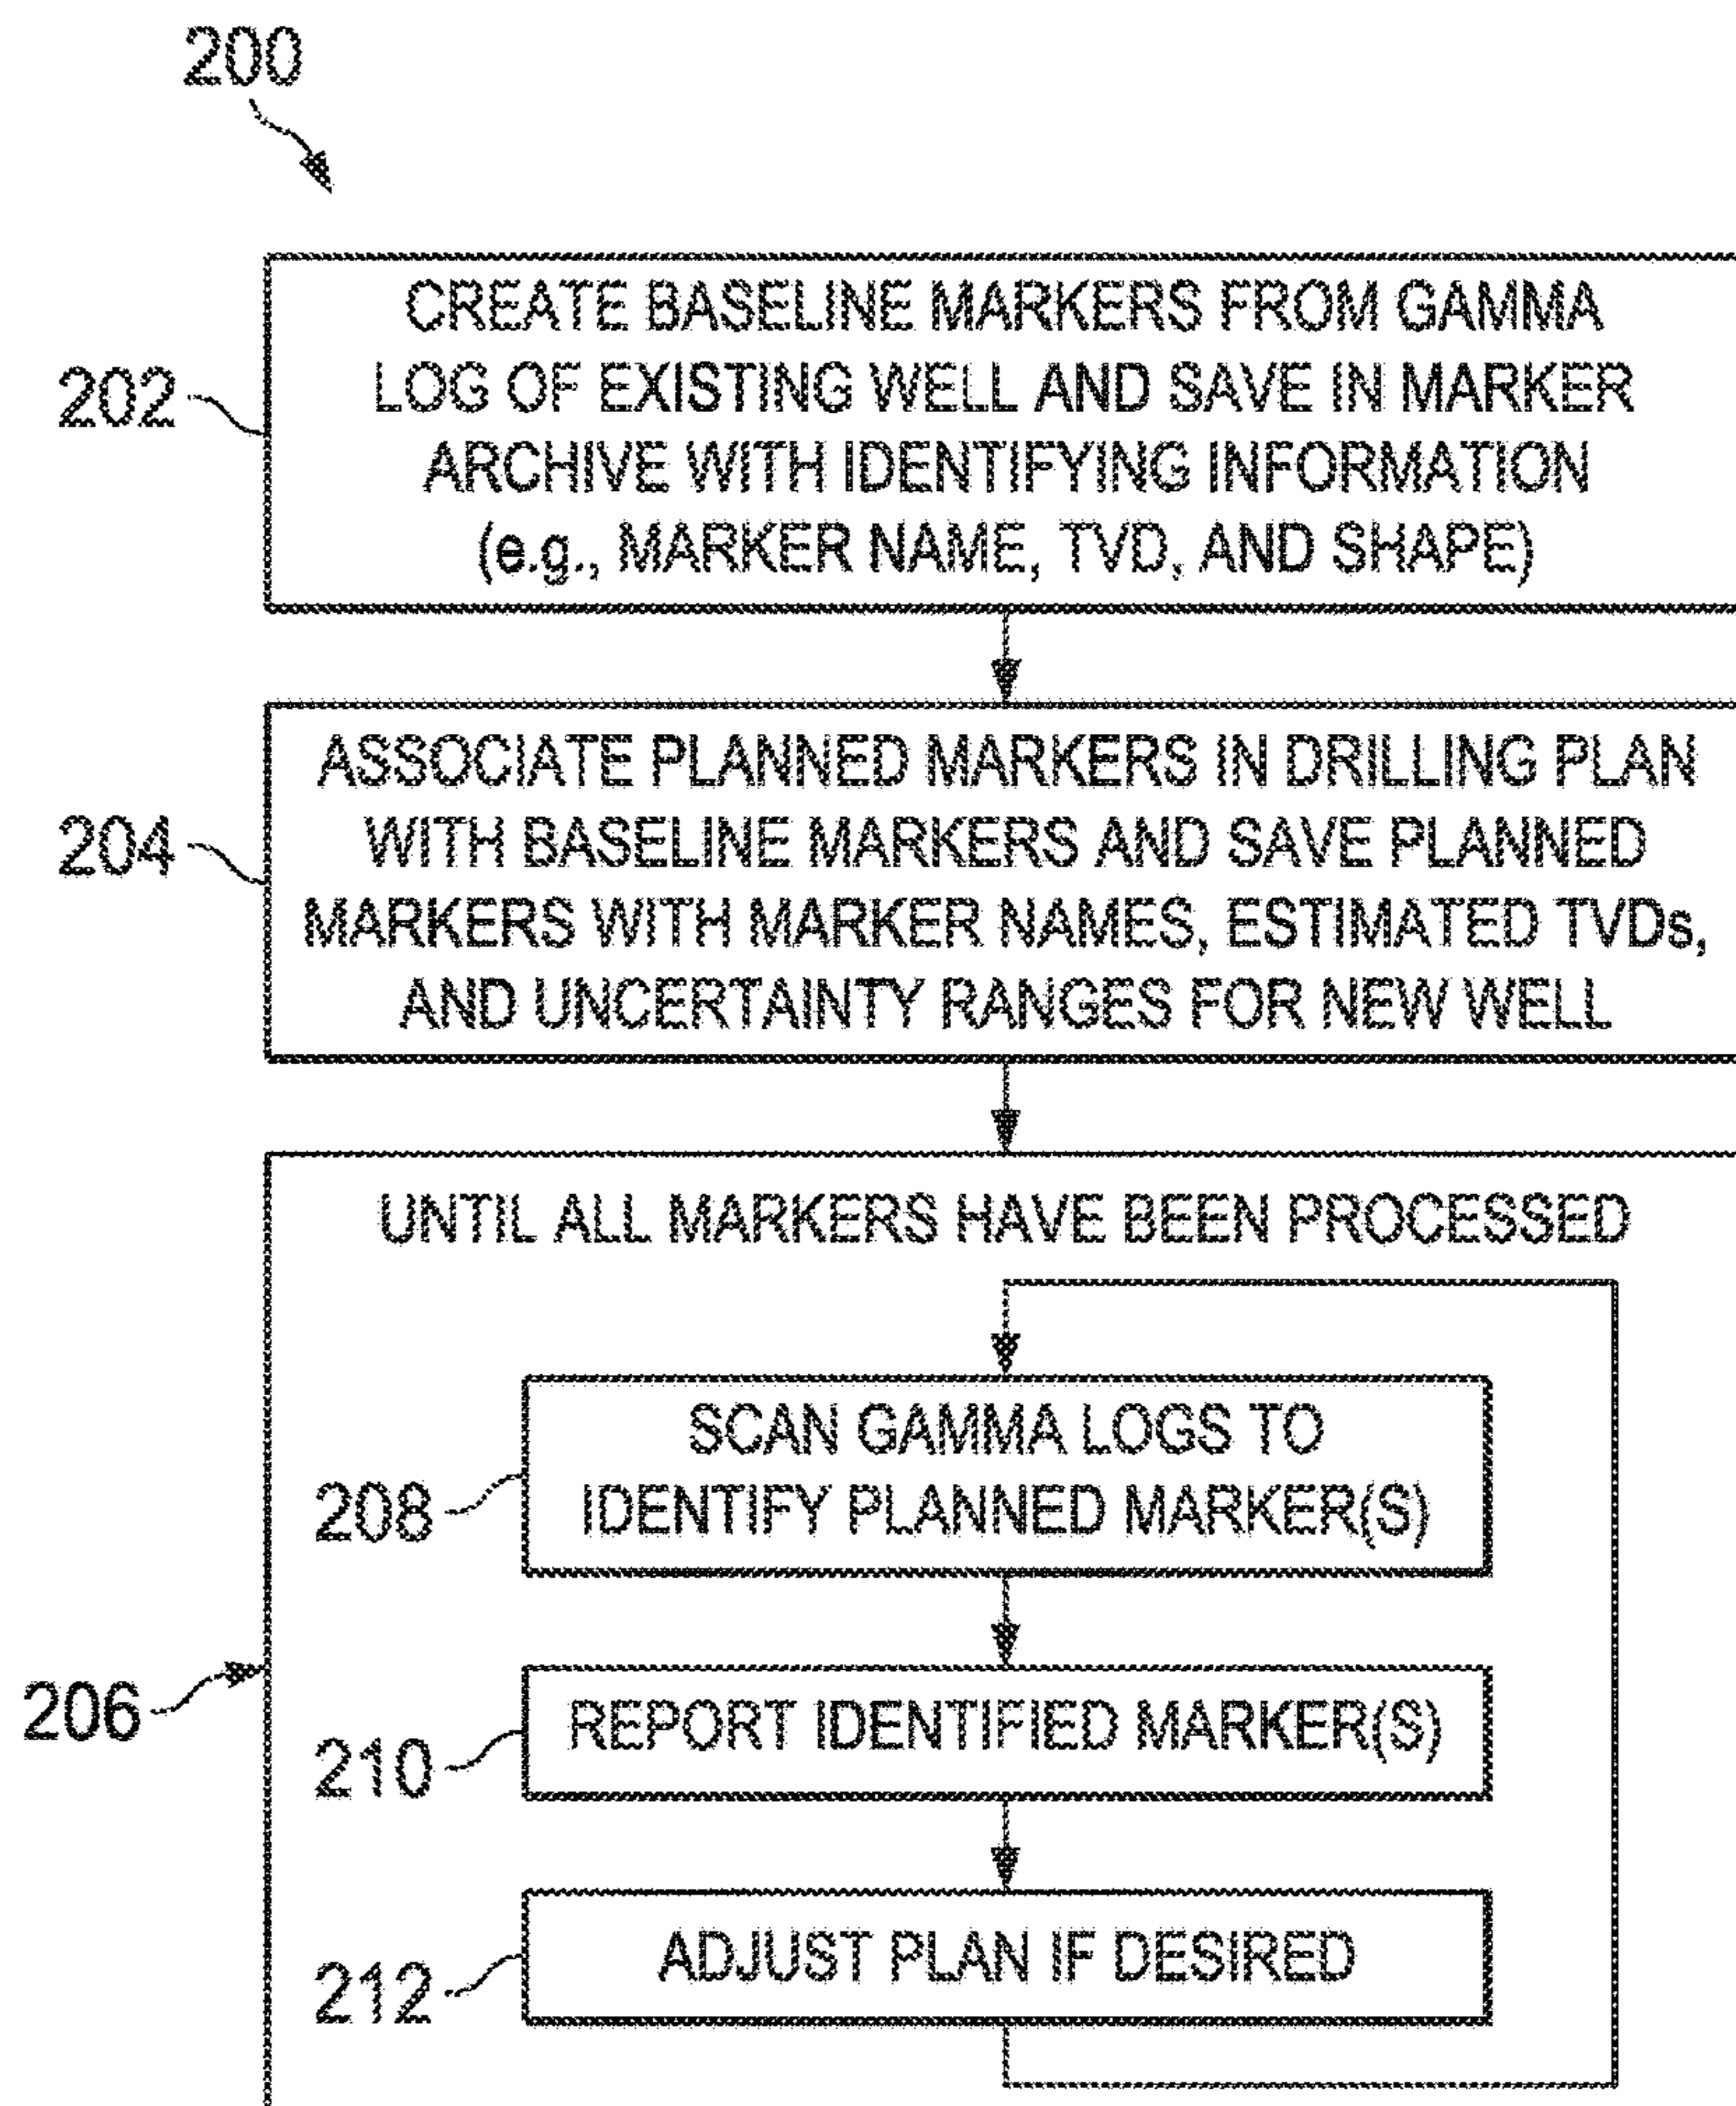 200
202
CREATE BASELINE MARKERS FROM GAMMA
LOG OF EXISTING WELL AND SAVE IN MARKER
ARCHIVE WITH IDENTIFYING INFORMATION
(e.g., MARKER NAME, TVD, AND SHAPE)
204
ASSOCIATE PLANNED MARKERS IN DRILLING PLAN
WITH BASELINE MARKERS AND SAVE PLANNED
MARKERS WITH MARKER NAMES, ESTIMATED TVDs,
AND UNCERTAINTY RANGES FOR NEW WELL
206
UNTIL ALL MARKERS HAVE BEEN PROCESSED
208
SCAN GAMMA LOGS TO
IDENTIFY PLANNED MARKER(S)
210
REPORT IDENTIFIED MARKER(S)
212
ADJUST PLAN IF DESIRED